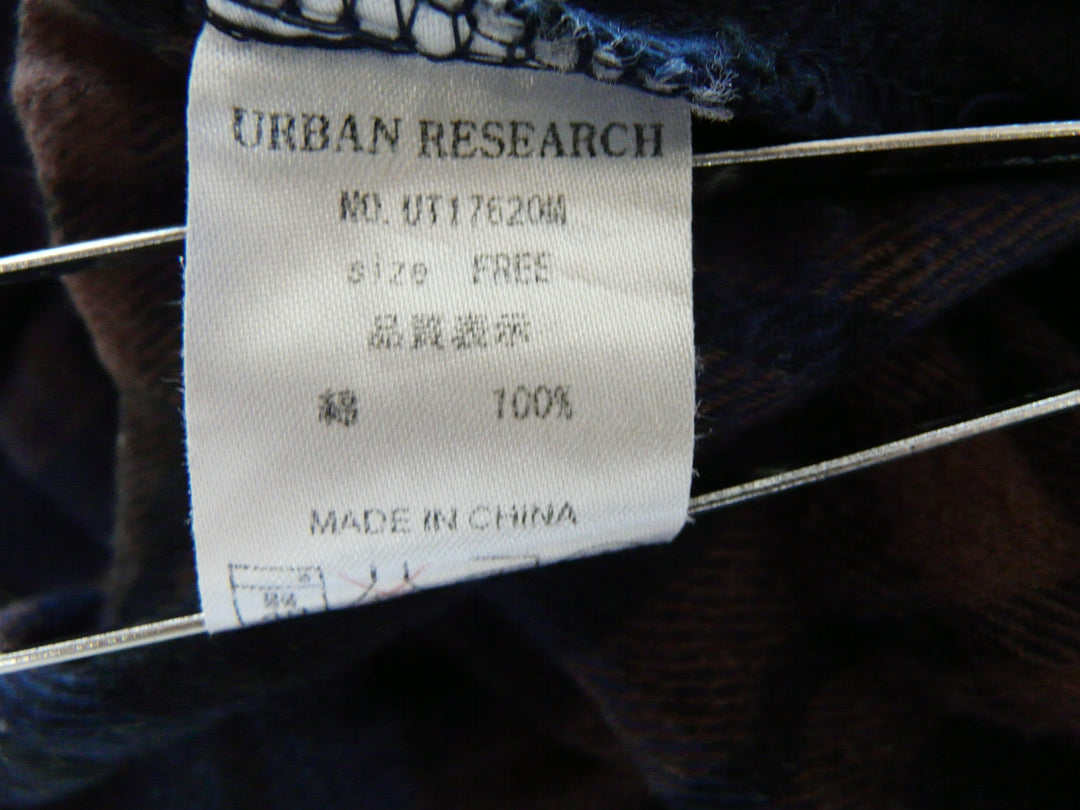 URBAN RESEARCH
NO. UT17620M
size FREE
品質表示
綿 100%
MADE IN CHINA